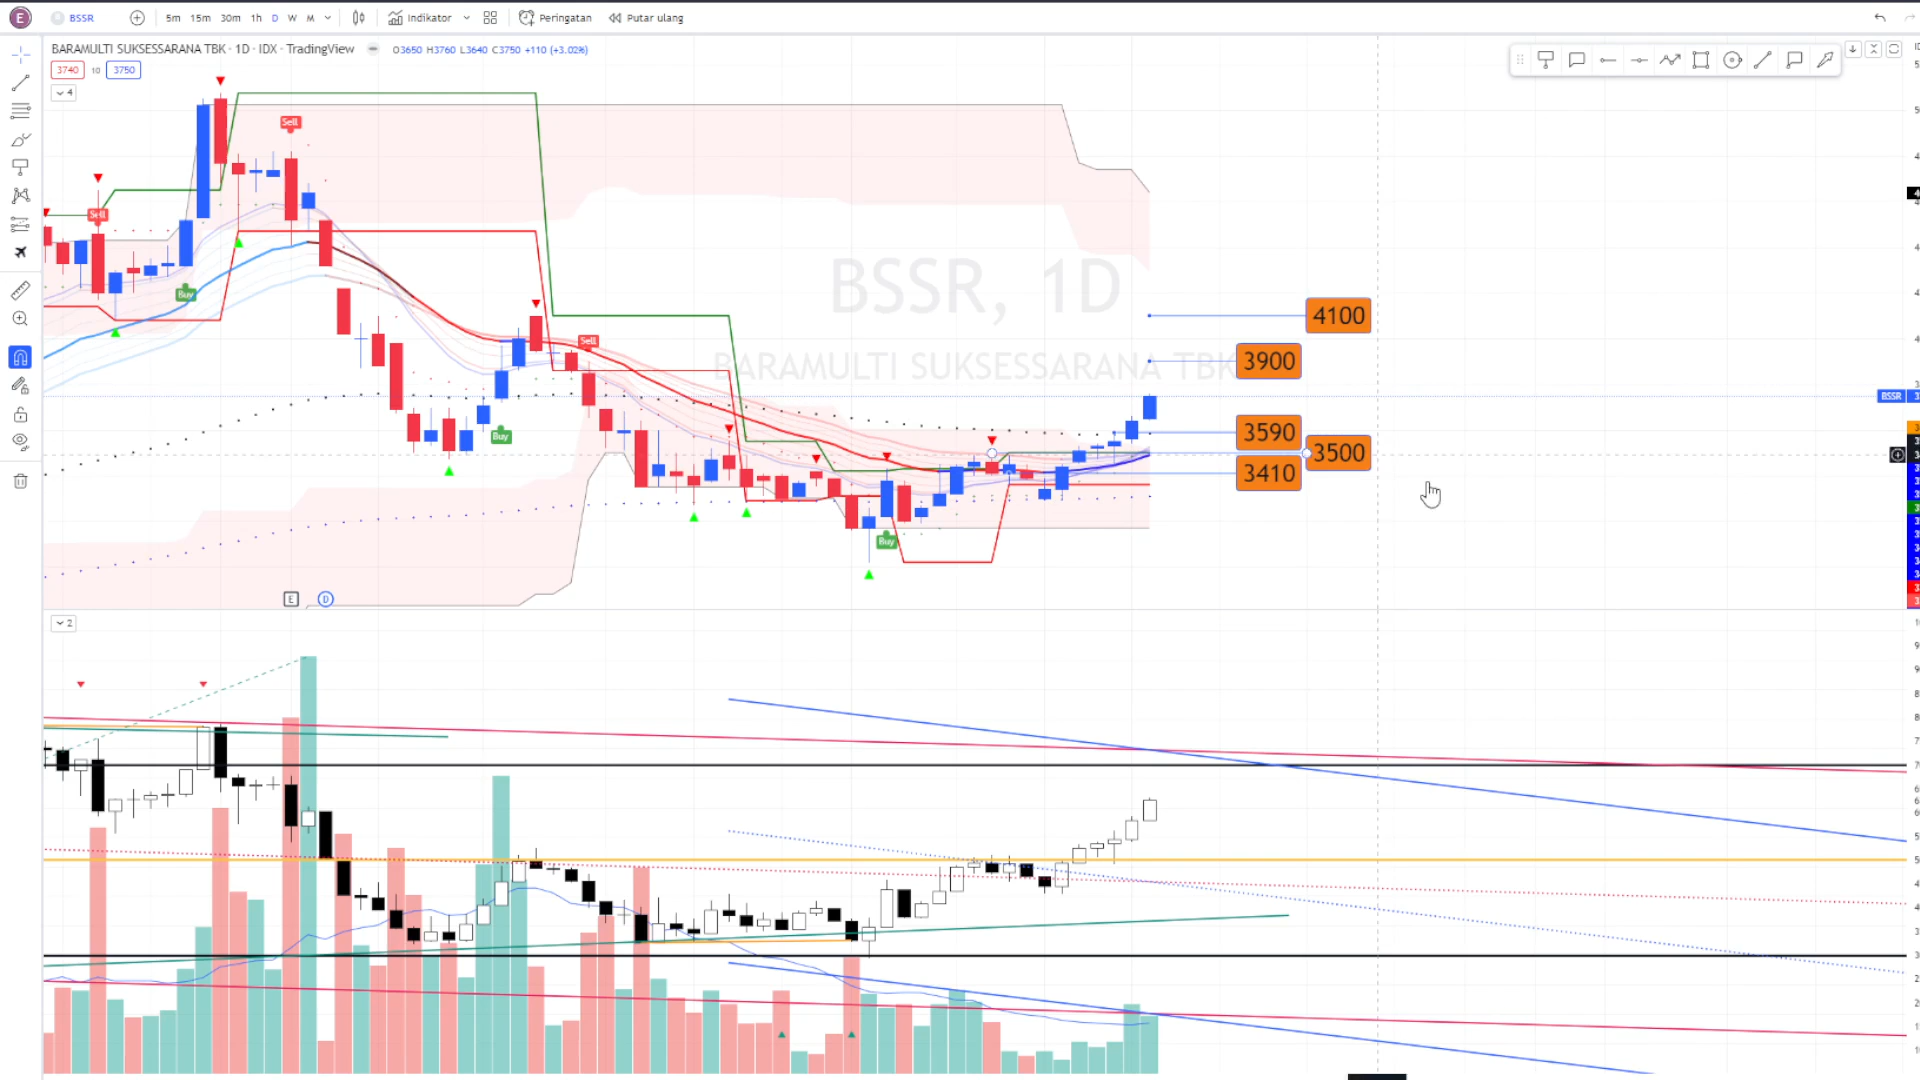 E
BSSR
5m 15m 30m 1h D W M
Indikator
Peringatan
Putar ulang
BARAMULTI SUKSESSARANA TBK · 1D · IDX · TradingView
O3650 H3760 L3640 C3750 +110 (+3.02%)
3740 10 3750
4
Sell
Sell
Buy
BSSR, 1D
4100
Sell
BARAMULTI SUKSESSARANA TBK
3900
BSSR
Buy
3590
3500
3410
Buy
E D
2